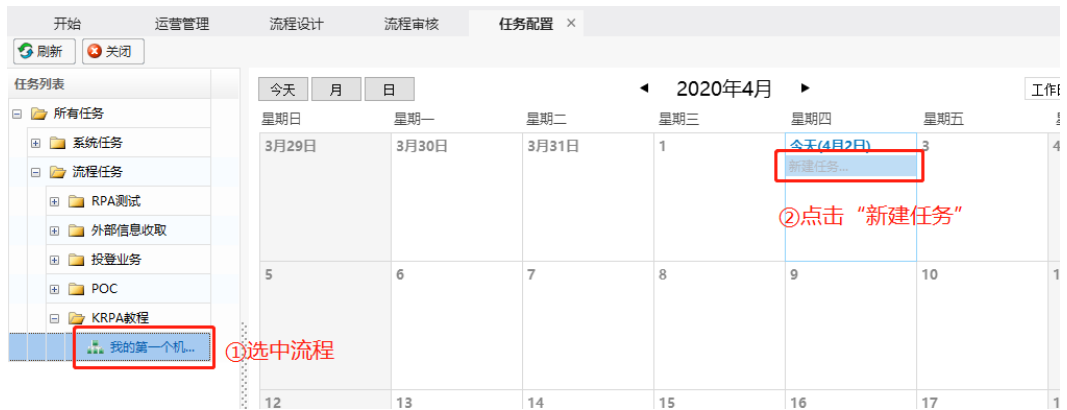 开始 运营管理 流程设计 流程审核 任务配置 ×
刷新 关闭
任务列表
今天 月 日 2020年4月 工作
所有任务
星期日 星期一 星期二 星期三 星期四 星期五
系统任务
3月29日 3月30日 3月31日 1 今天(4月2日) 3 4
新建任务...
流程任务
RPA测试
②点击“新建任务”
外部信息收取
投登业务
5 6 7 8 9 10 1
POC
KRPA教程
我的第一个机...
①选中流程
12 13 14 15 16 17 1